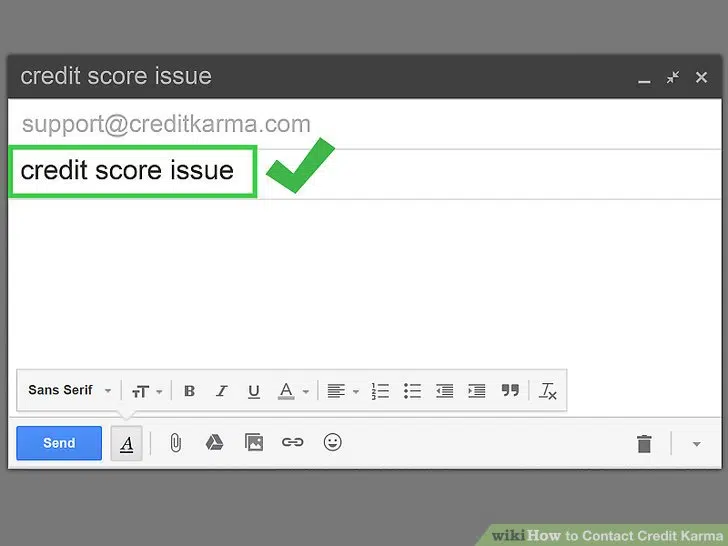 credit score issue
support@creditkarma.com
credit score issue
Sans Serif
T
B I U A
Send A
wikiHow to Contact Credit Karma